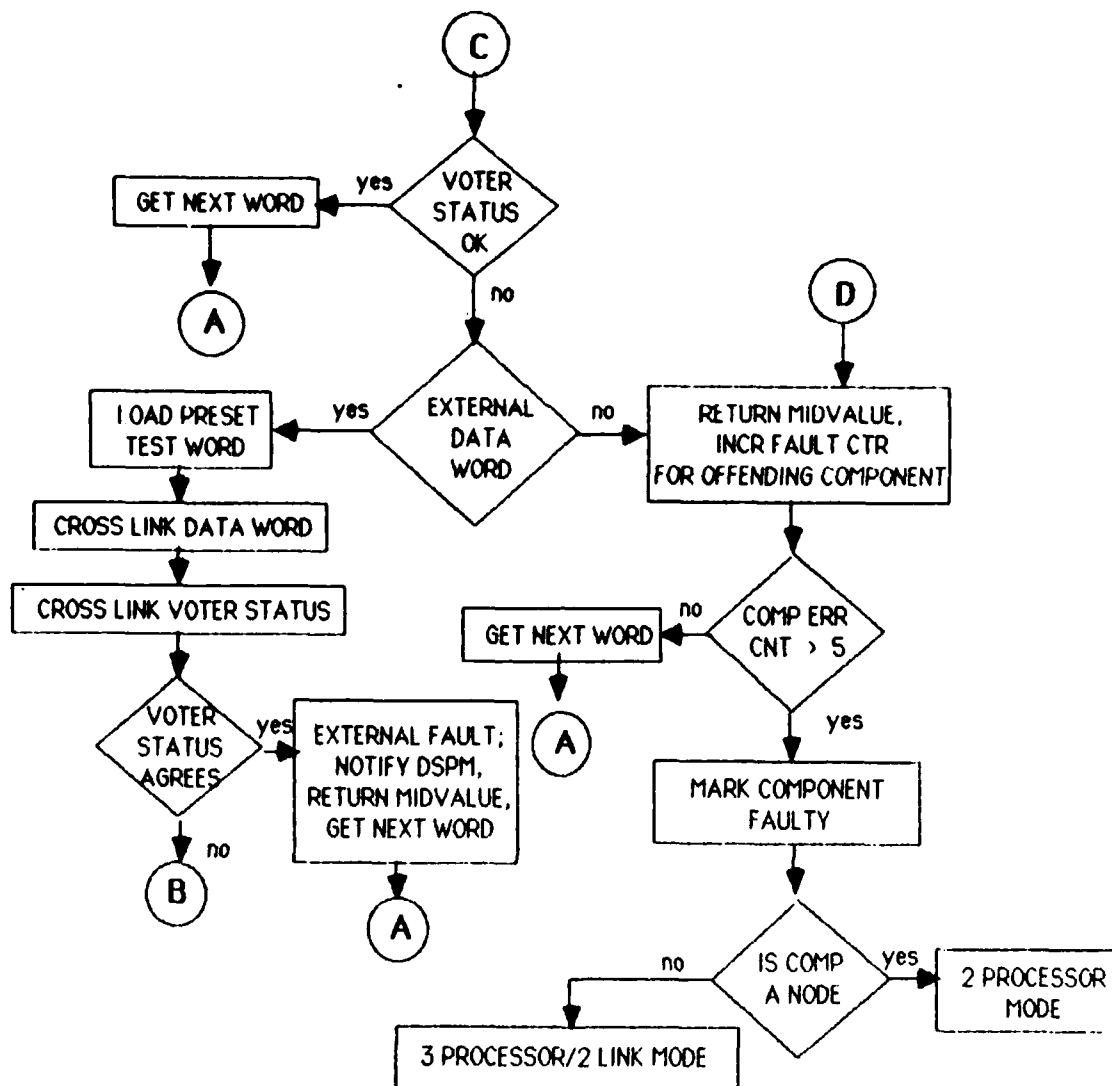 C
VOTER
STATUS
OK
yes
GET NEXT WORD
A
no
D
EXTERNAL
DATA
WORD
yes
LOAD PRESET
TEST WORD
no
RETURN MIDVALUE,
INCR FAULT CTR
FOR OFFENDING COMPONENT
CROSS LINK DATA WORD
CROSS LINK VOTER STATUS
COMP ERR
CNT > 5
no
GET NEXT WORD
A
yes
VOTER
STATUS
AGREES
yes
EXTERNAL FAULT;
NOTIFY DSPM,
RETURN MIDVALUE,
GET NEXT WORD
A
no
B
MARK COMPONENT
FAULTY
IS COMP
A NODE
no
3 PROCESSOR/2 LINK MODE
yes
2 PROCESSOR
MODE